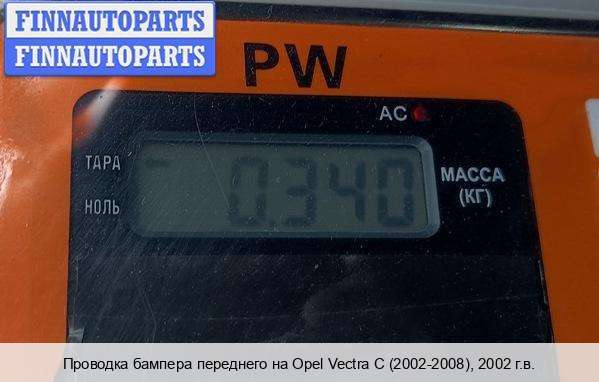 FINNAUTOPARTS
FINNAUTOPARTS
PW
AC
ТАРА
НОЛЬ
0.340
МАССА
(КГ)
Проводка бампера переднего на Opel Vectra C (2002-2008), 2002 г.в.